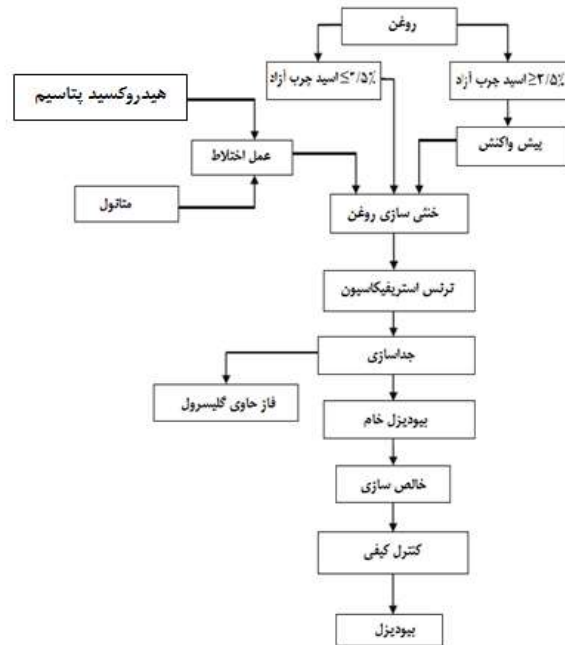 روغن
اسید چرب آزاد ≥۲/۵٪
اسید چرب آزاد ≤۲/۵٪
هیدروکسید پتاسیم
پیش واکنش
عمل اختلاط
متانول
خنثی سازی روغن
ترنس استریفیکاسیون
جداسازی
فاز حاوی گلیسرول
بیودیزل خام
خالص سازی
کنترل کیفی
بیودیزل